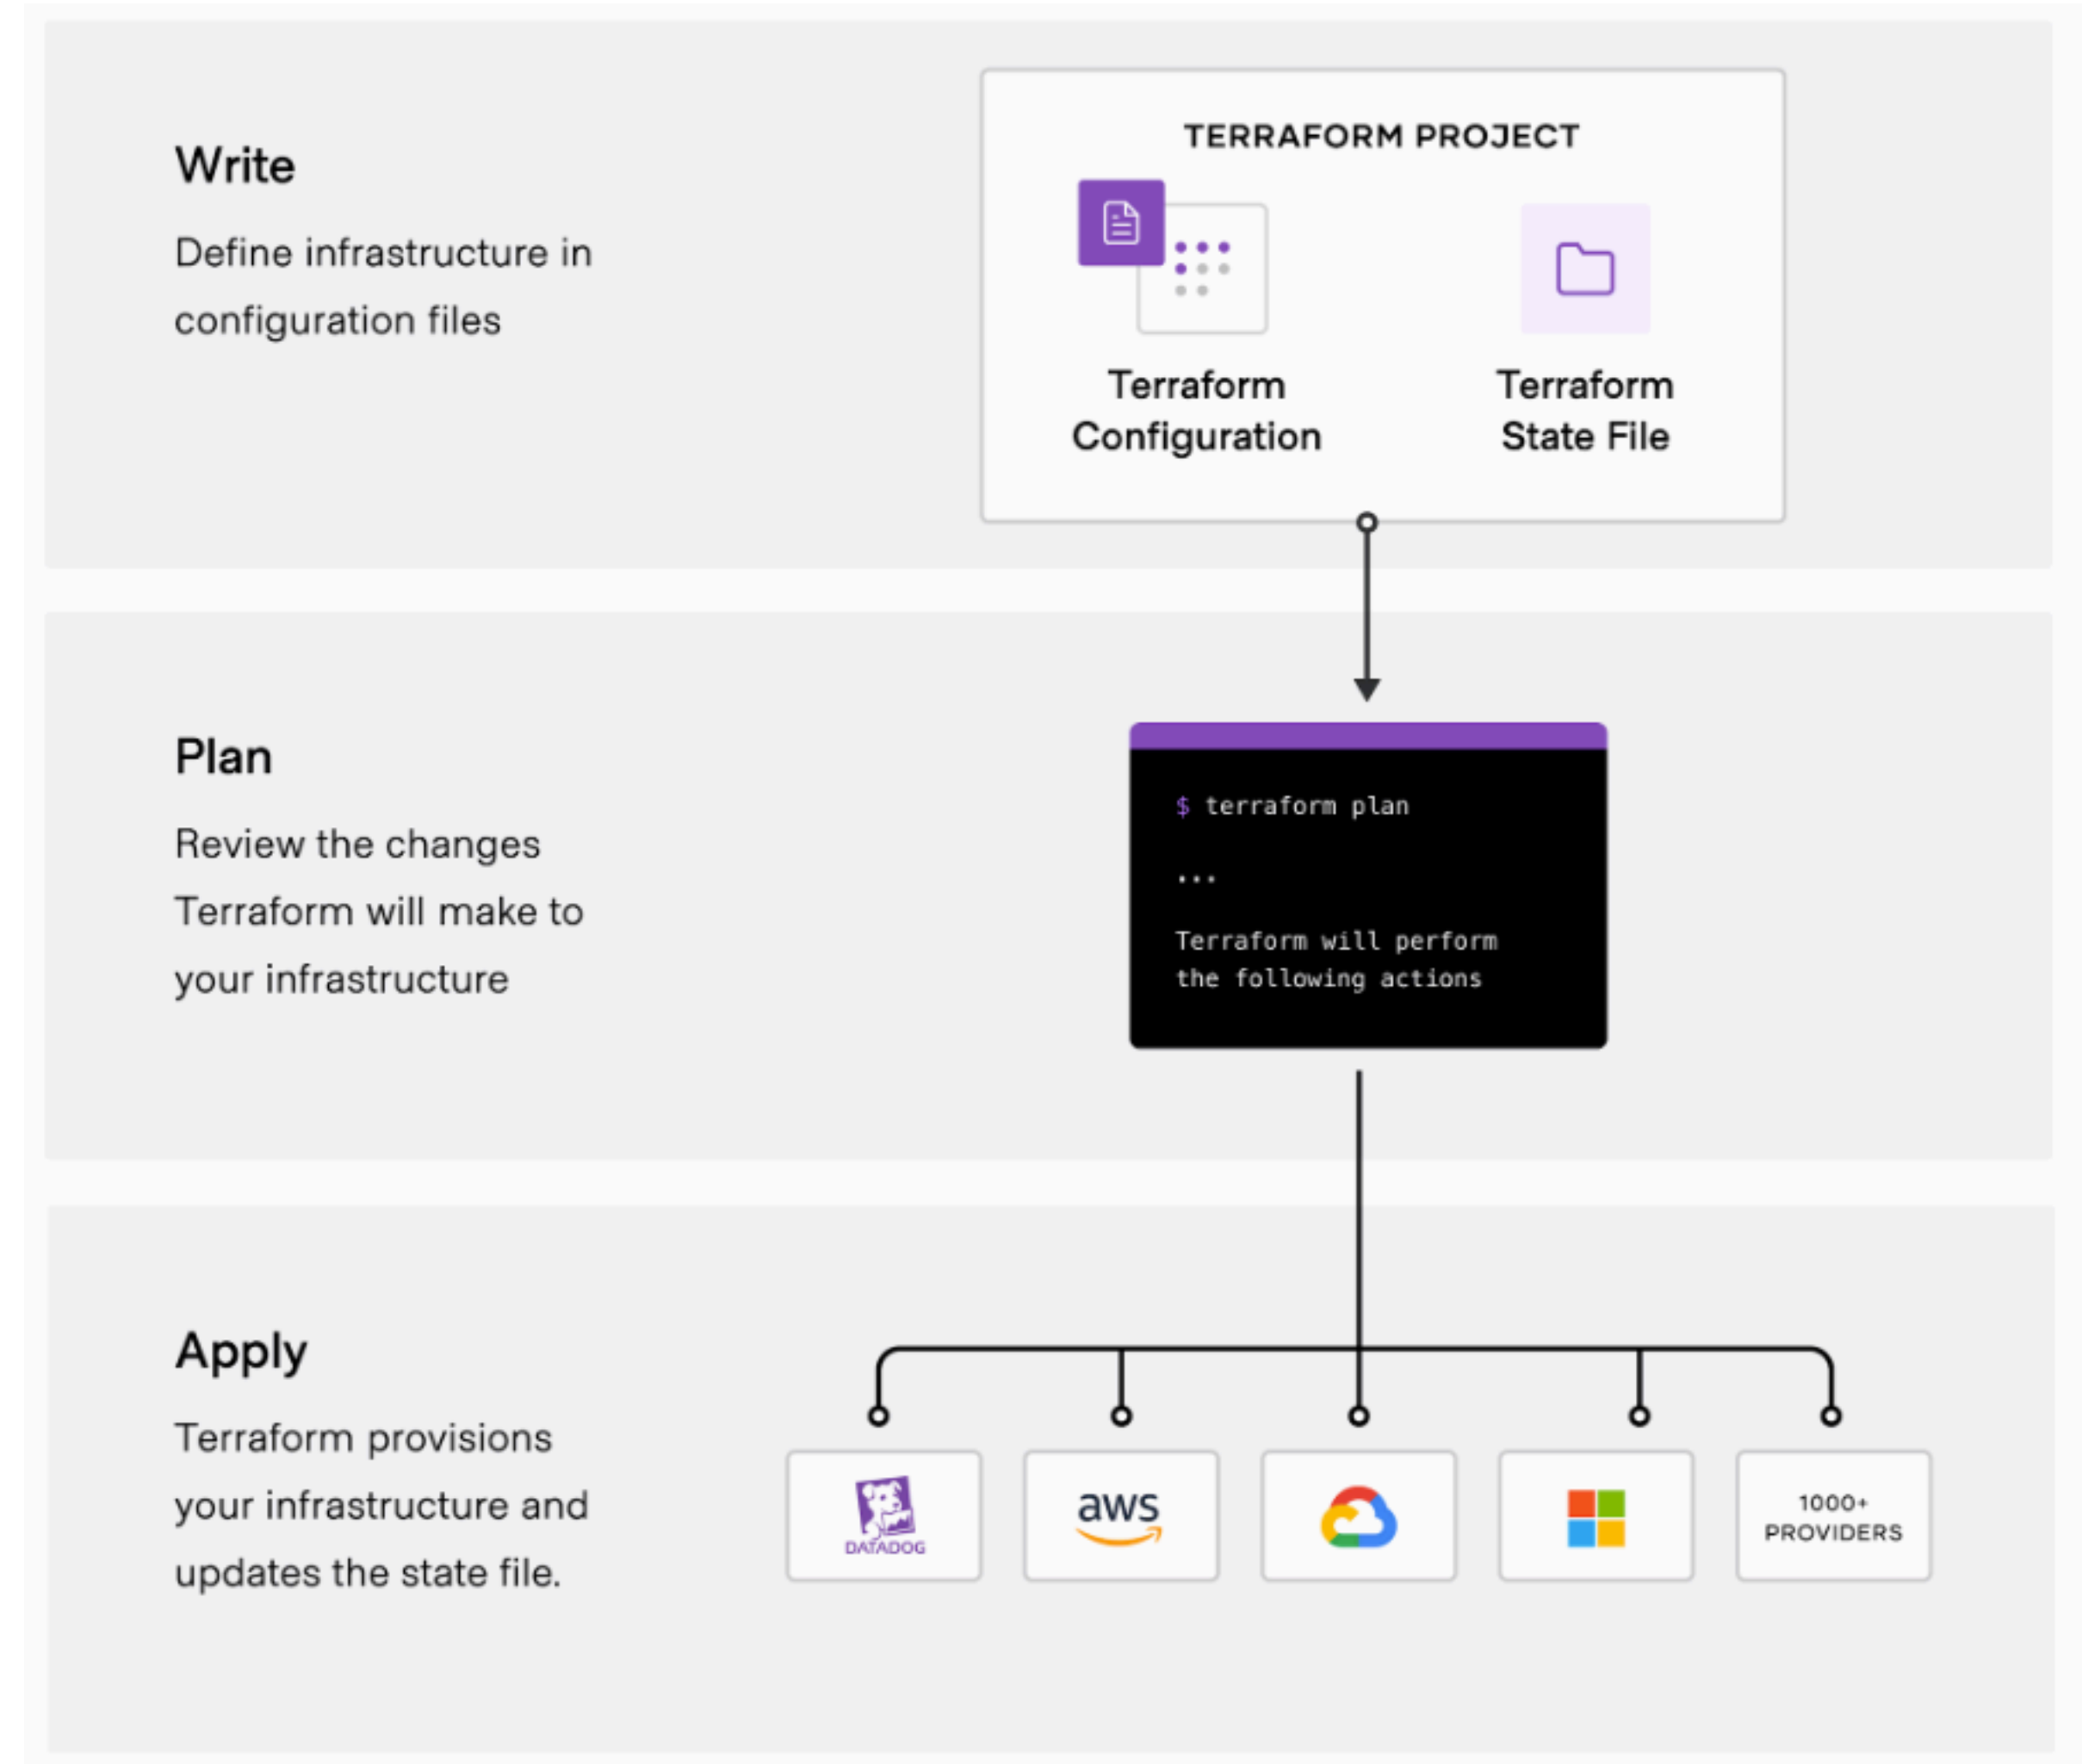 Write
Define infrastructure in
configuration files
TERRAFORM PROJECT
Terraform
Configuration
Terraform
State File
Plan
Review the changes
Terraform will make to
your infrastructure
$ terraform plan
...
Terraform will perform
the following actions
Apply
Terraform provisions
your infrastructure and
updates the state file.
DATADOG
aws
1000+
PROVIDERS